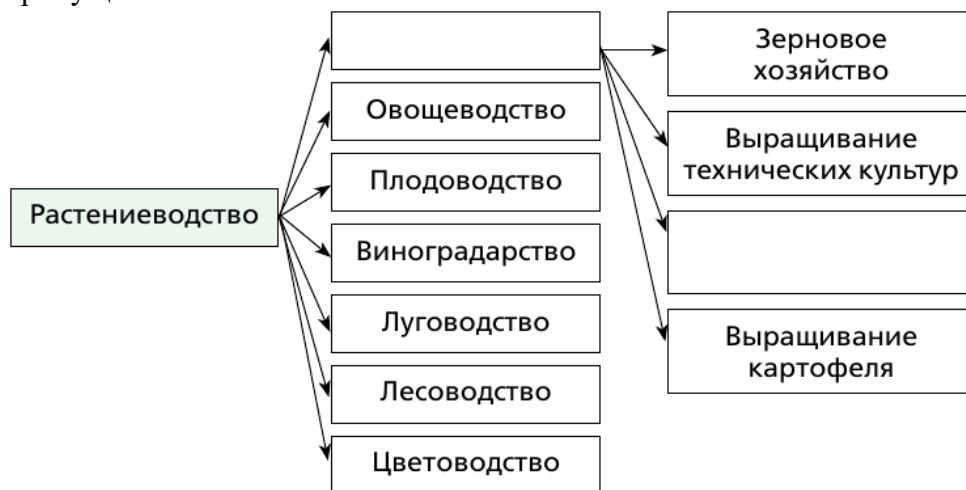 Растениеводство
Овощеводство
Плодоводство
Виноградарство
Луговодство
Лесоводство
Цветоводство
Зерновое
хозяйство
Выращивание
технических культур
Выращивание
картофеля